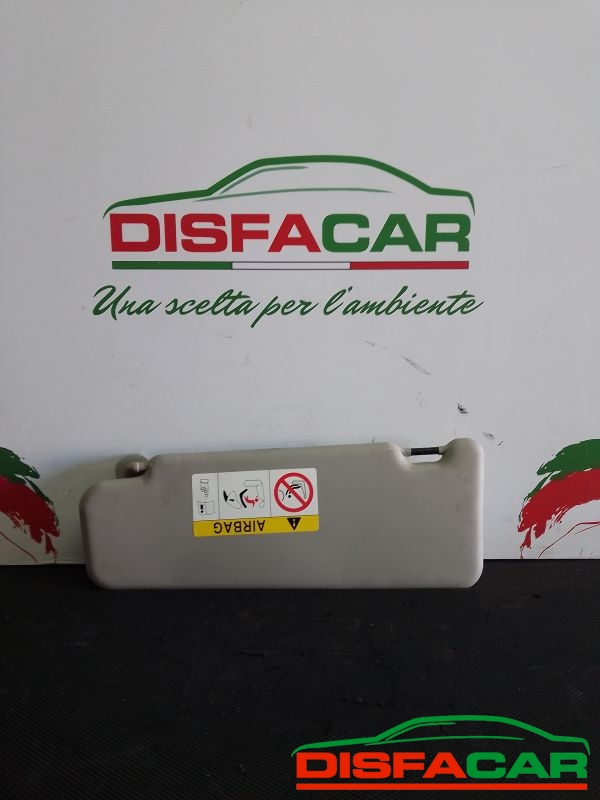 DISFACAR
Una scelta per l'ambiente
AIRBAG
DISFACAR